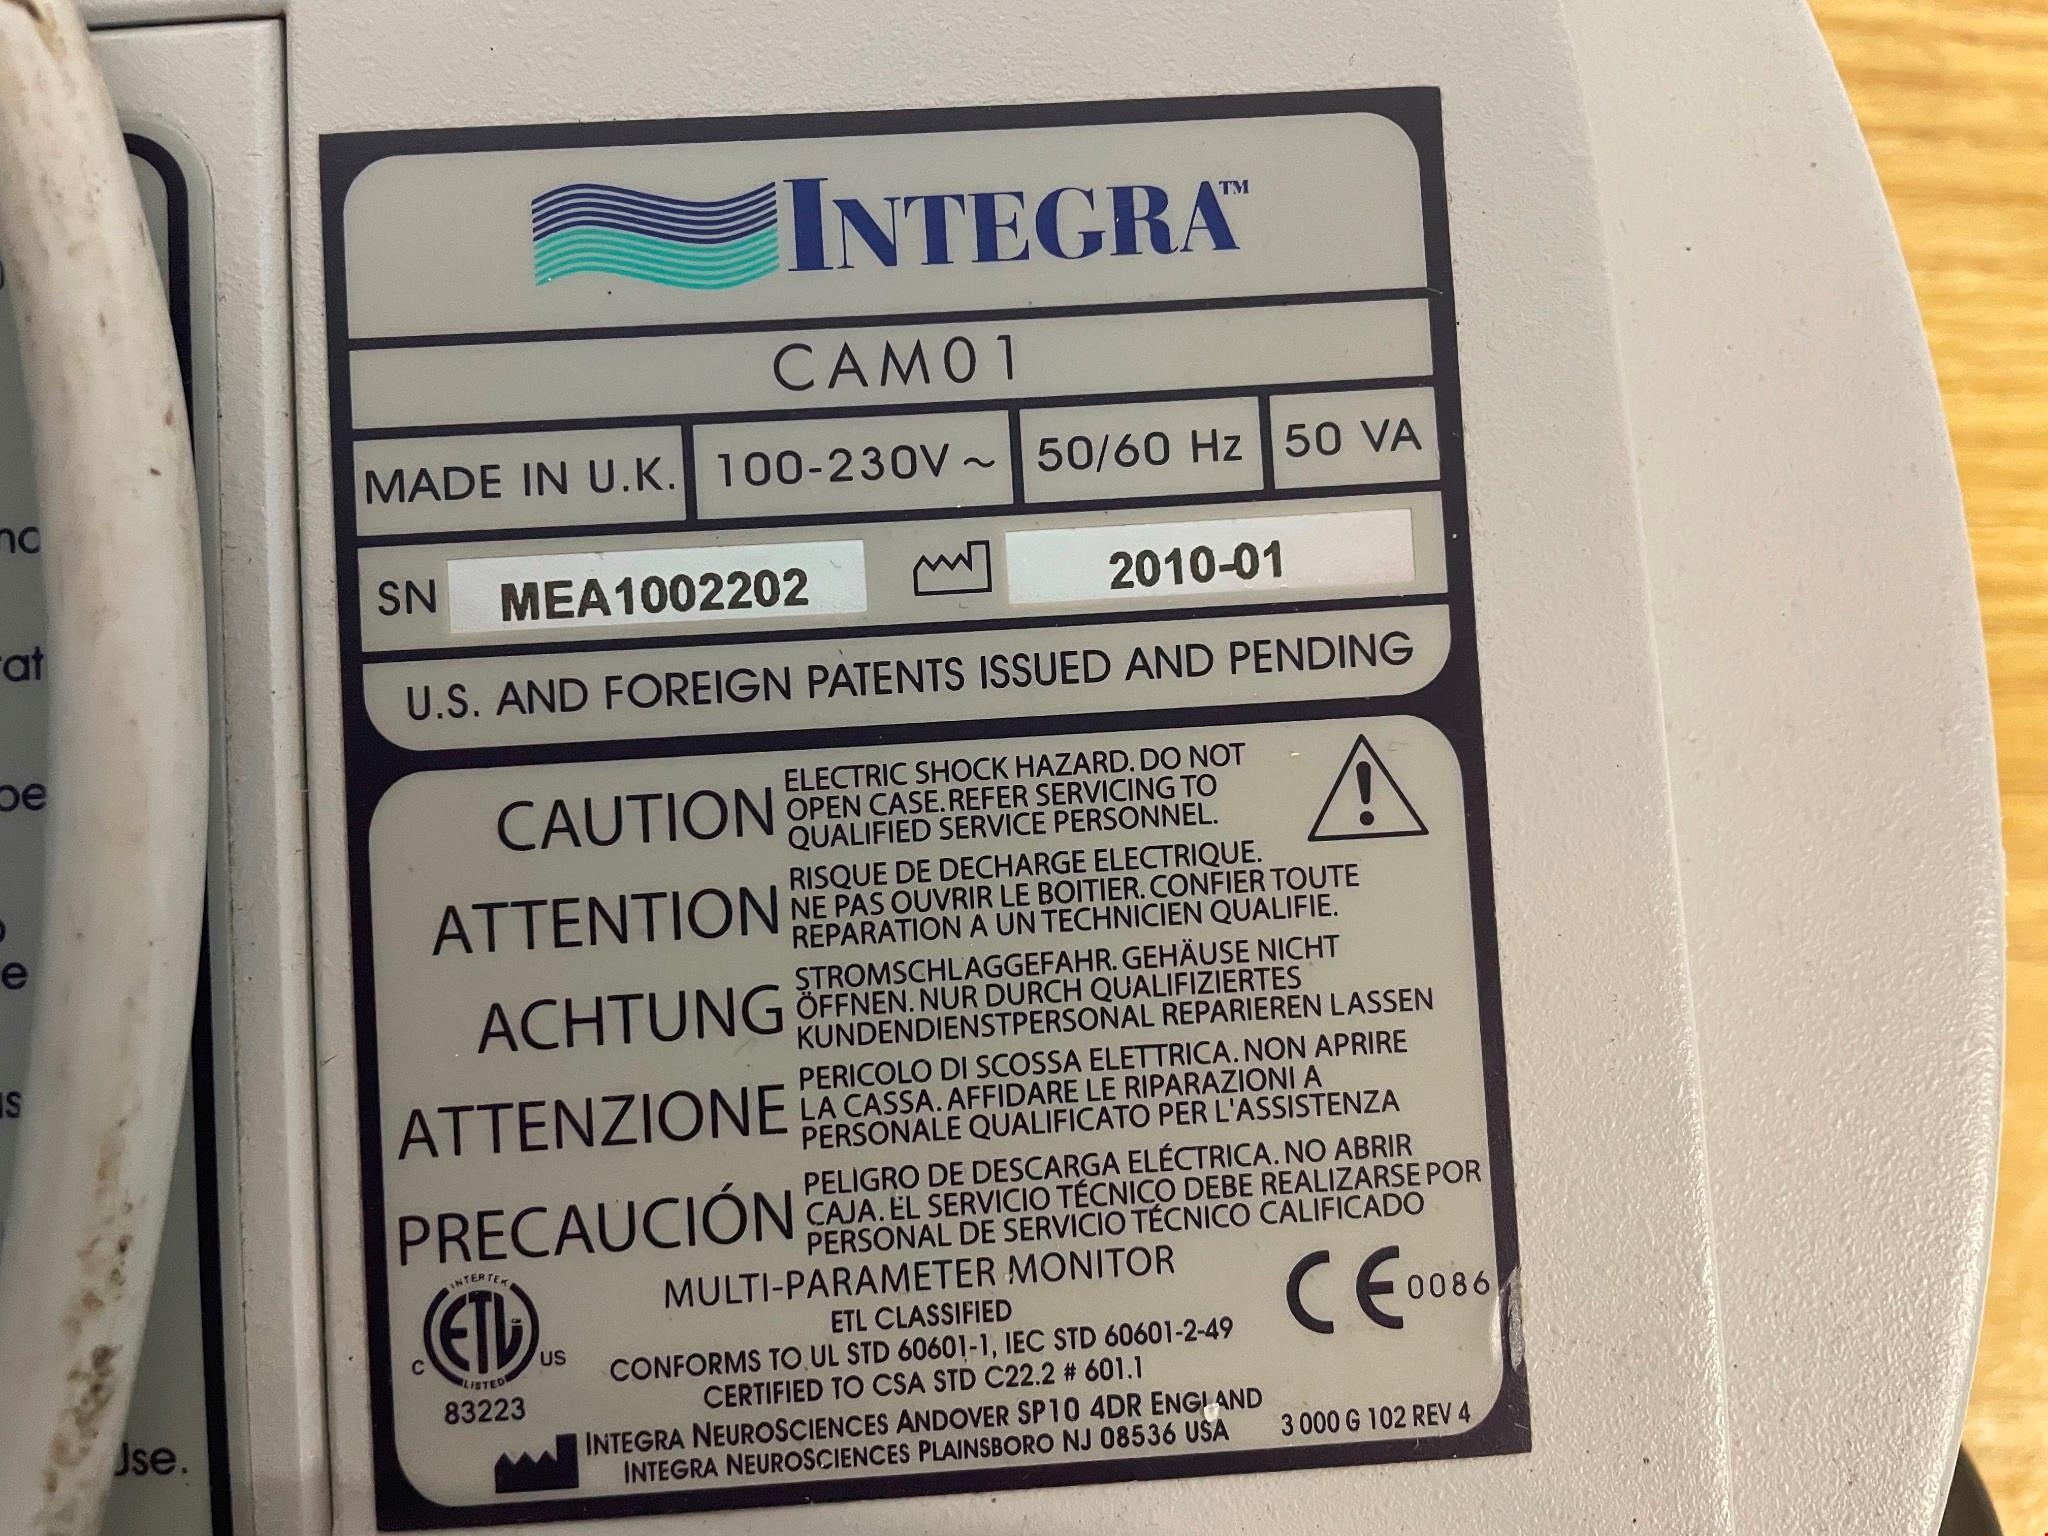 INTEGRA™
CAM01
MADE IN U.K. 100-230V ~ 50/60 Hz 50 VA
SN MEA1002202 2010-01
U.S. AND FOREIGN PATENTS ISSUED AND PENDING
CAUTION
ELECTRIC SHOCK HAZARD. DO NOT
OPEN CASE. REFER SERVICING TO
QUALIFIED SERVICE PERSONNEL.
ATTENTION
RISQUE DE DECHARGE ELECTRIQUE.
NE PAS OUVRIR LE BOITIER. CONFIER TOUTE
REPARATION A UN TECHNICIEN QUALIFIE.
ACHTUNG
STROMSCHLAGGEFAHR. GEHÄUSE NICHT
ÖFFNEN. NUR DURCH QUALIFIZIERTES
KUNDENDIENSTPERSONAL REPARIEREN LASSEN
ATTENZIONE
PERICOLO DI SCOSSA ELETTRICA. NON APRIRE
LA CASSA. AFFIDARE LE RIPARAZIONI A
PERSONALE QUALIFICATO PER L'ASSISTENZA
PRECAUCIÓN
PELIGRO DE DESCARGA ELÉCTRICA. NO ABRIR
CAJA. EL SERVICIO TÉCNICO DEBE REALIZARSE POR
PERSONAL DE SERVICIO TÉCNICO CALIFICADO
MULTI-PARAMETER MONITOR
ETL CLASSIFIED
CONFORMS TO UL STD 60601-1, IEC STD 60601-2-49
CERTIFIED TO CSA STD C22.2 # 601.1
INTERTEK
C ETL US
LISTED
83223
CE 0086
INTEGRA NEUROSCIENCES ANDOVER SP10 4DR ENGLAND
INTEGRA NEUROSCIENCES PLAINSBORO NJ 08536 USA
3 000 G 102 REV 4